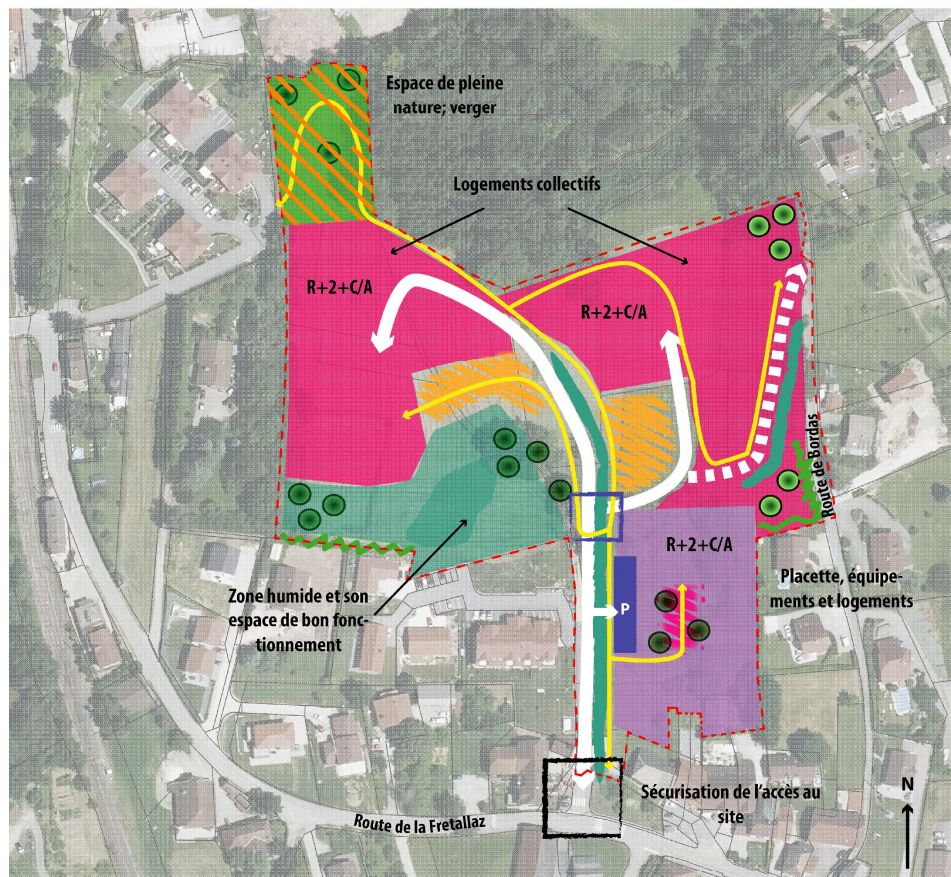 Espace de pleine
nature; verger
Logements collectifs
R+2+C/A
R+2+C/A
Route de Bordas
R+2+C/A
Zone humide et son
espace de bon fonc-
tionnement
Placette, équipe-
ments et logements
P
Sécurisation de l'accès au
site
Route de la Fretallaz
N